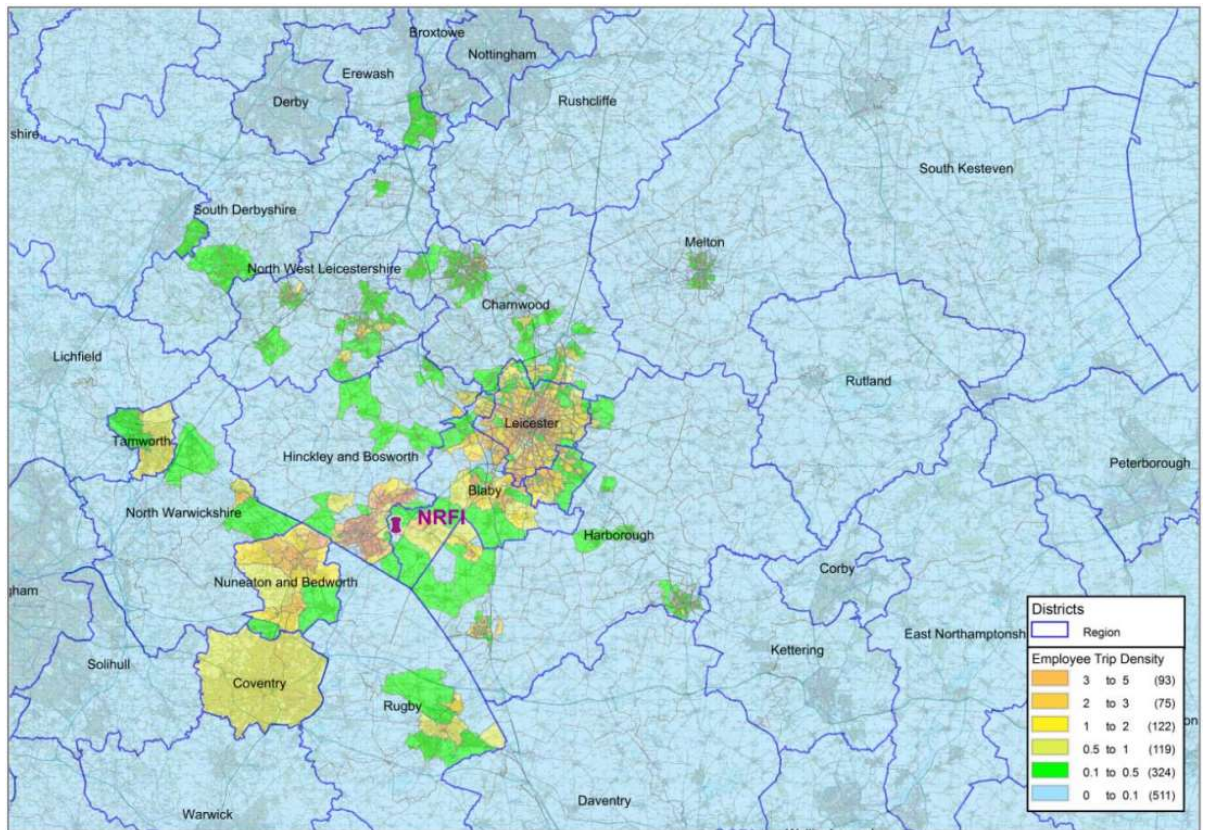 Broxtowe
Nottingham
Erewash
Derby
Rushcliffe
shire
South Kesteven
South Derbyshire
Melton
North West Leicestershire
Charnwood
Lichfield
Rutland
Leicester
Tamworth
Hinckley and Bosworth
Peterborough
Blaby
North Warwickshire
NRFI
Harborough
Corby
Nuneaton and Bedworth
gham
East Northamptonsh
Solihull
Kettering
Coventry
Rugby
on
Daventry
Warwick
Districts
Region
Employee Trip Density
3 to 5 (93)
2 to 3 (75)
1 to 2 (122)
0.5 to 1 (119)
0.1 to 0.5 (324)
0 to 0.1 (511)